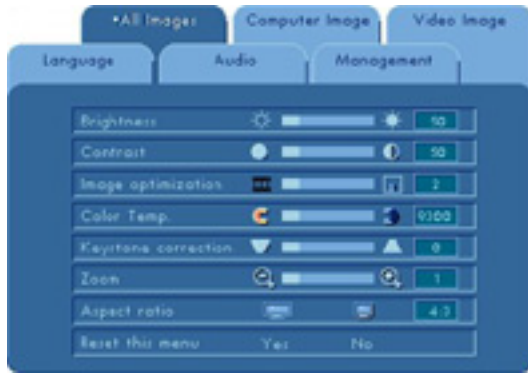 •All Images Computer Image Video Image
Language Audio Management
Brightness 50
Contrast 50
Image optimization 2
Color Temp. 9300
Keystone correction 0
Zoom 1
Aspect ratio 4:3
Reset this menu Yes No